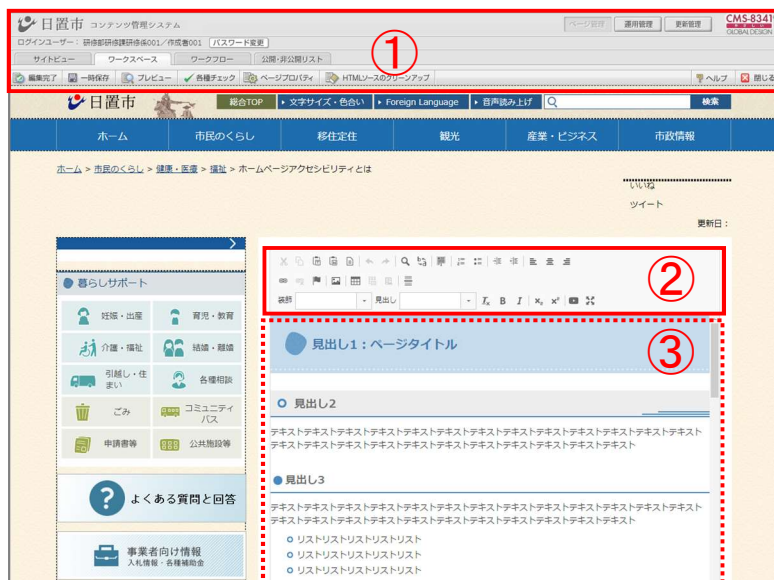 日置市 コンテンツ管理システム
ページ管理 運用管理 更新管理
CMS-8341
GLOBALDESIGN
ログインユーザー： 研修部研修課研修係001／作成者001 [パスワード変更]
サイトビュー ワークスペース ワークフロー 公開・非公開リスト
①
編集完了 一時保存 プレビュー 各種チェック ページプロパティ HTMLソースのクリーンアップ ヘルプ 閉じる
日置市 総合TOP 文字サイズ・色合い Foreign Language 音声読み上げ 検索
ホーム 市民のくらし 移住定住 観光 産業・ビジネス 市政情報
ホーム > 市民のくらし > 健康・医療 > 福祉 > ホームページアクセシビリティとは
いいね
ツイート
更新日：
②
装飾 見出し
B I x₂ x²
暮らしサポート
妊娠・出産 育児・教育
介護・福祉 結婚・離婚
引越し・住まい 各種相談
ごみ コミュニティバス
申請書等 公共施設等
よくある質問と回答
事業者向け情報
入札情報・各種補助金
③
見出し1：ページタイトル
見出し2
テキストテキストテキストテキストテキストテキストテキストテキストテキストテキストテキストテキスト
テキストテキストテキストテキストテキストテキストテキストテキストテキストテキスト
見出し3
テキストテキストテキストテキストテキストテキストテキストテキストテキストテキストテキストテキスト
テキストテキストテキストテキストテキストテキストテキストテキストテキストテキスト
リストリストリストリストリスト
リストリストリストリストリスト
リストリストリストリストリスト